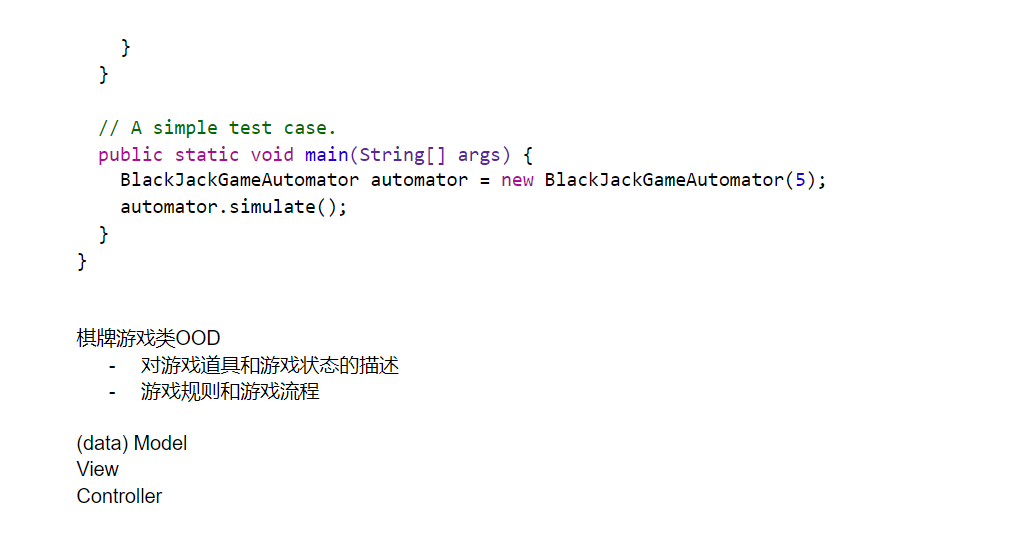 }
}
// A simple test case.
public static void main(String[] args) {
BlackJackGameAutomator automator = new BlackJackGameAutomator(5);
automator.simulate();
}
}
棋牌游戏类OOD
- 对游戏道具和游戏状态的描述
- 游戏规则和游戏流程
(data) Model
View
Controller